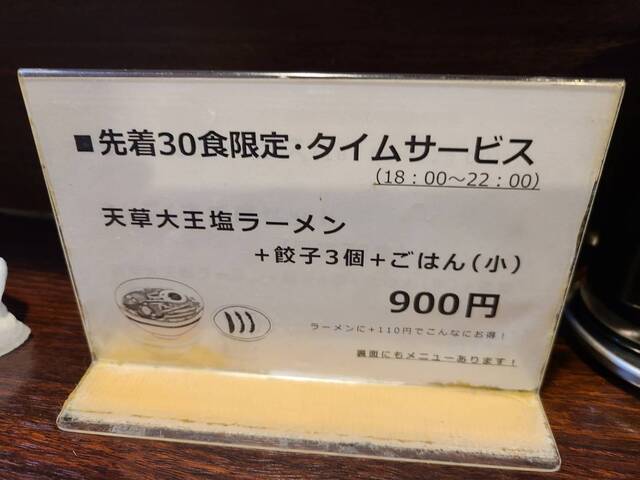 ■先着30食限定・タイムサービス
（18：00～22：00）
天草大王塩ラーメン
＋餃子3個＋ごはん（小）
900円
ラーメンに＋110円でこんなにお得！
裏面にもメニューあります！